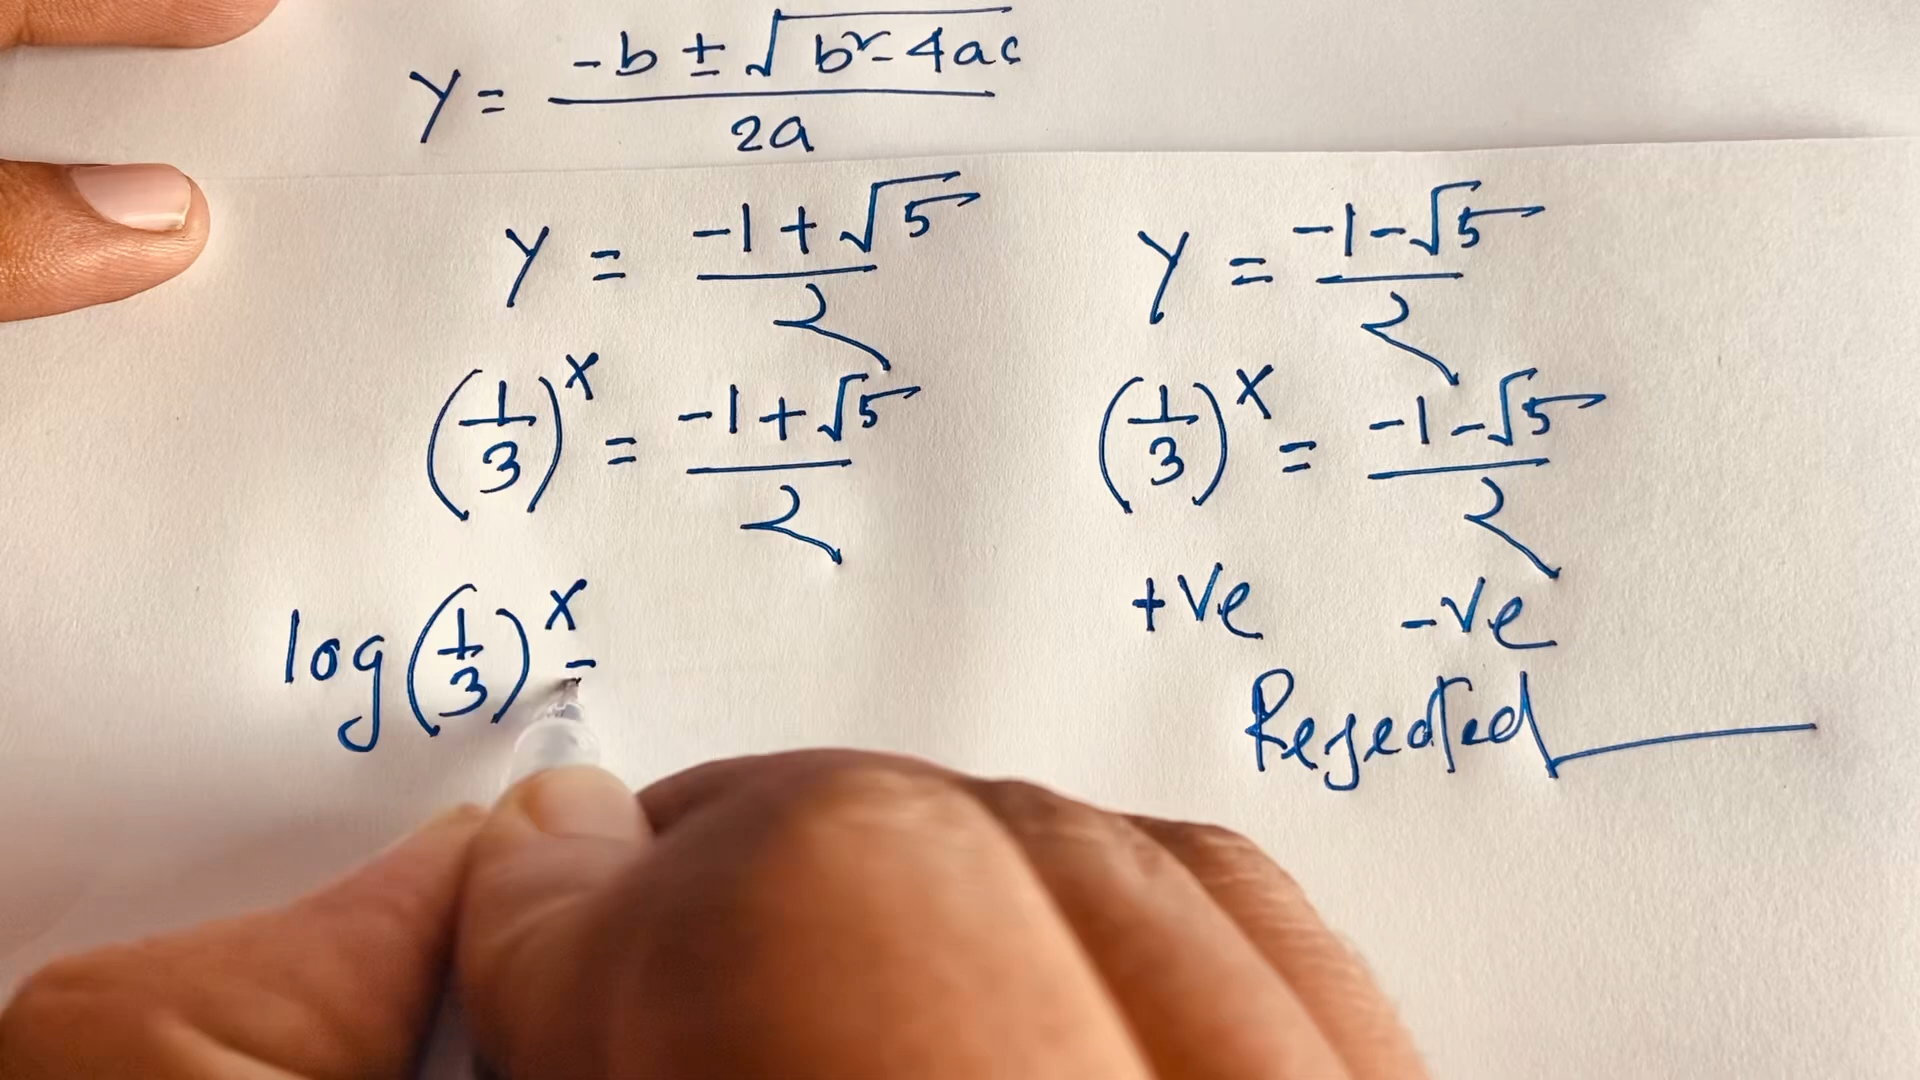 y = (-b ± √(b² - 4ac)) / 2a
y = (-1 + √5) / 2
(1/3)^x = (-1 + √5) / 2
log (1/3)^x =
y = (-1 - √5) / 2
(1/3)^x = (-1 - √5) / 2
+ve -ve
Rejected